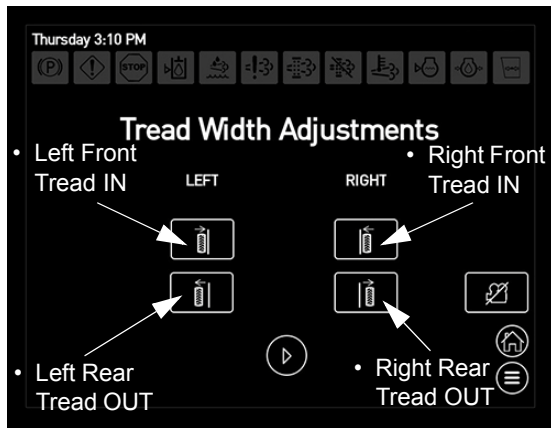 Thursday 3:10 PM
(P)
STOP
Tread Width Adjustments
• Left Front
Tread IN
• Right Front
Tread IN
LEFT
RIGHT
• Left Rear
Tread OUT
• Right Rear
Tread OUT